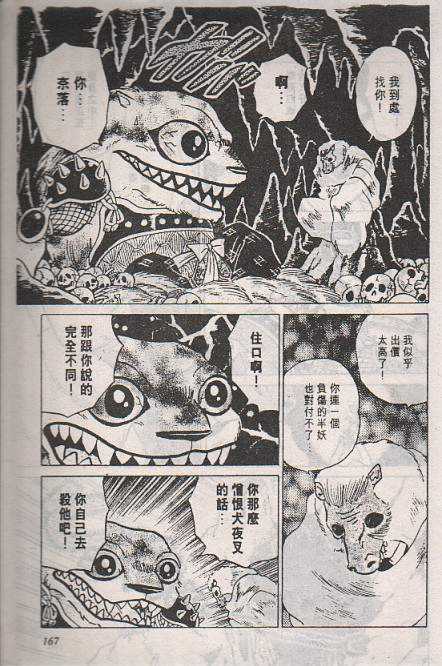 我到處
找你！
啊…
你…
奈落…
我似乎
出價
太高了！
你連一個
負傷的半妖
也對付不了…
住口啊！
那跟你說的
完全不同！
你那麼
憎恨犬夜叉
的話…
你自己去
殺他吧！
167